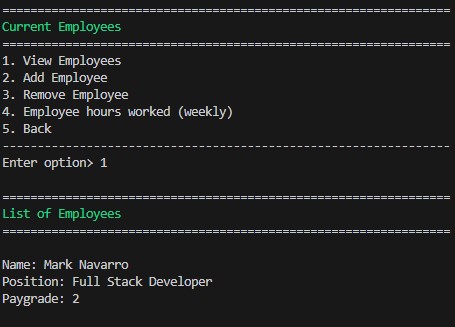 ================================================================
Current Employees
================================================================
1. View Employees
2. Add Employee
3. Remove Employee
4. Employee hours worked (weekly)
5. Back
----------------------------------------------------------------
Enter option> 1
================================================================
List of Employees
================================================================
Name: Mark Navarro
Position: Full Stack Developer
Paygrade: 2